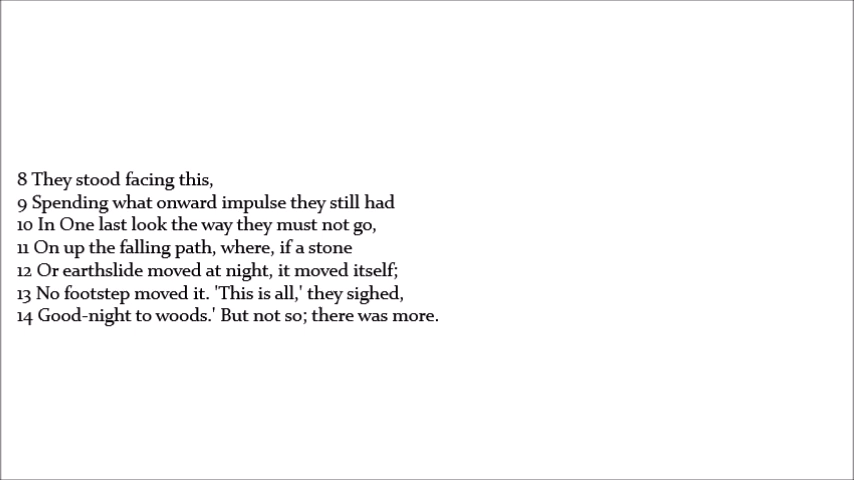 8 They stood facing this,
9 Spending what onward impulse they still had
10 In One last look the way they must not go,
11 On up the falling path, where, if a stone
12 Or earthslide moved at night, it moved itself;
13 No footstep moved it. 'This is all,' they sighed,
14 Good-night to woods.' But not so; there was more.